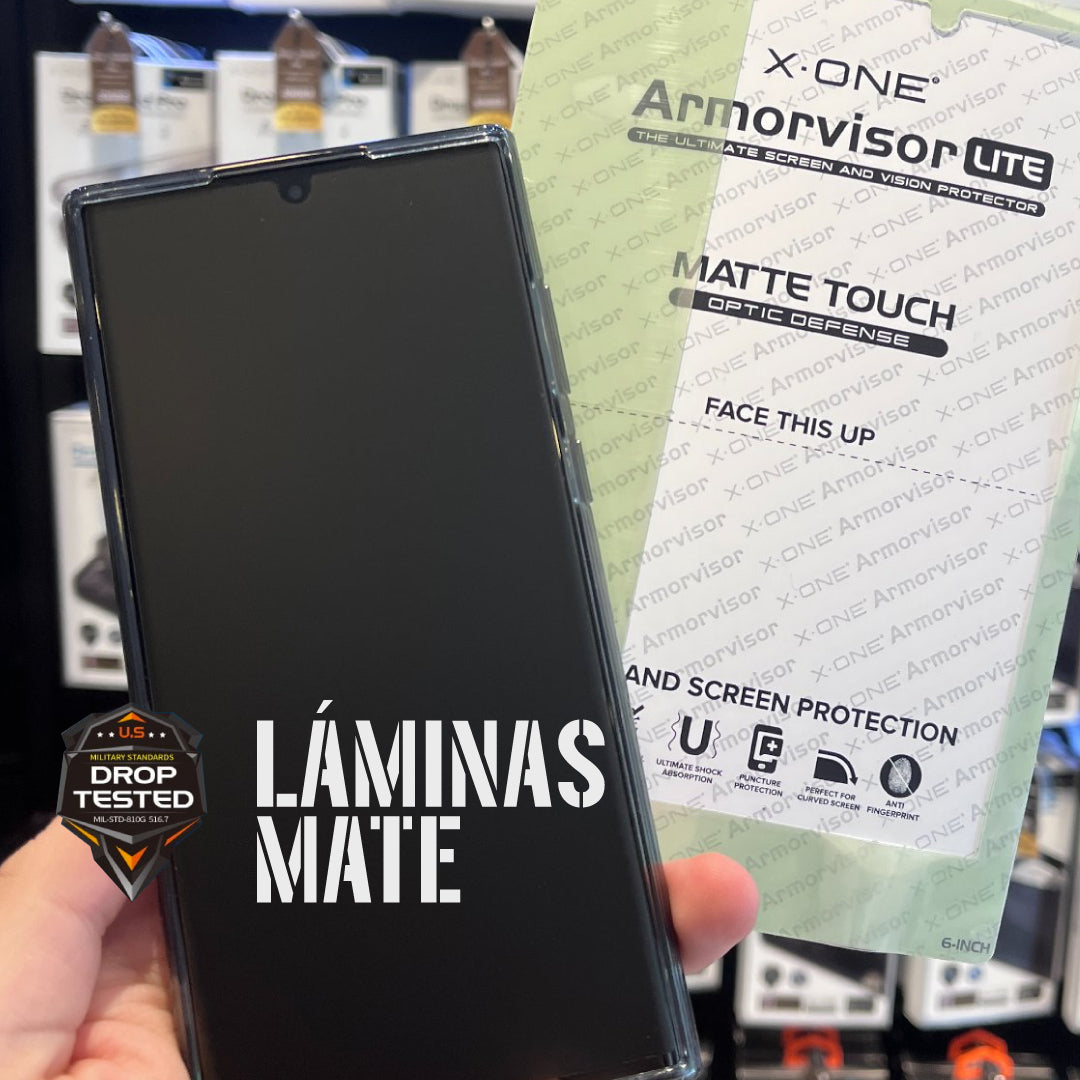 X·ONE®
Armorvisor LITE
THE ULTIMATE SCREEN AND VISION PROTECTOR
MATTE TOUCH
OPTIC DEFENSE
FACE THIS UP
AND SCREEN PROTECTION
ULTIMATE SHOCK
ABSORPTION
PUNCTURE
PROTECTION
PERFECT FOR
CURVED SCREEN
ANTI
FINGERPRINT
6-INCH
U.S
MILITARY STANDARDS
DROP
TESTED
MIL-STD-810G 516.7
LÁMINAS
MATE